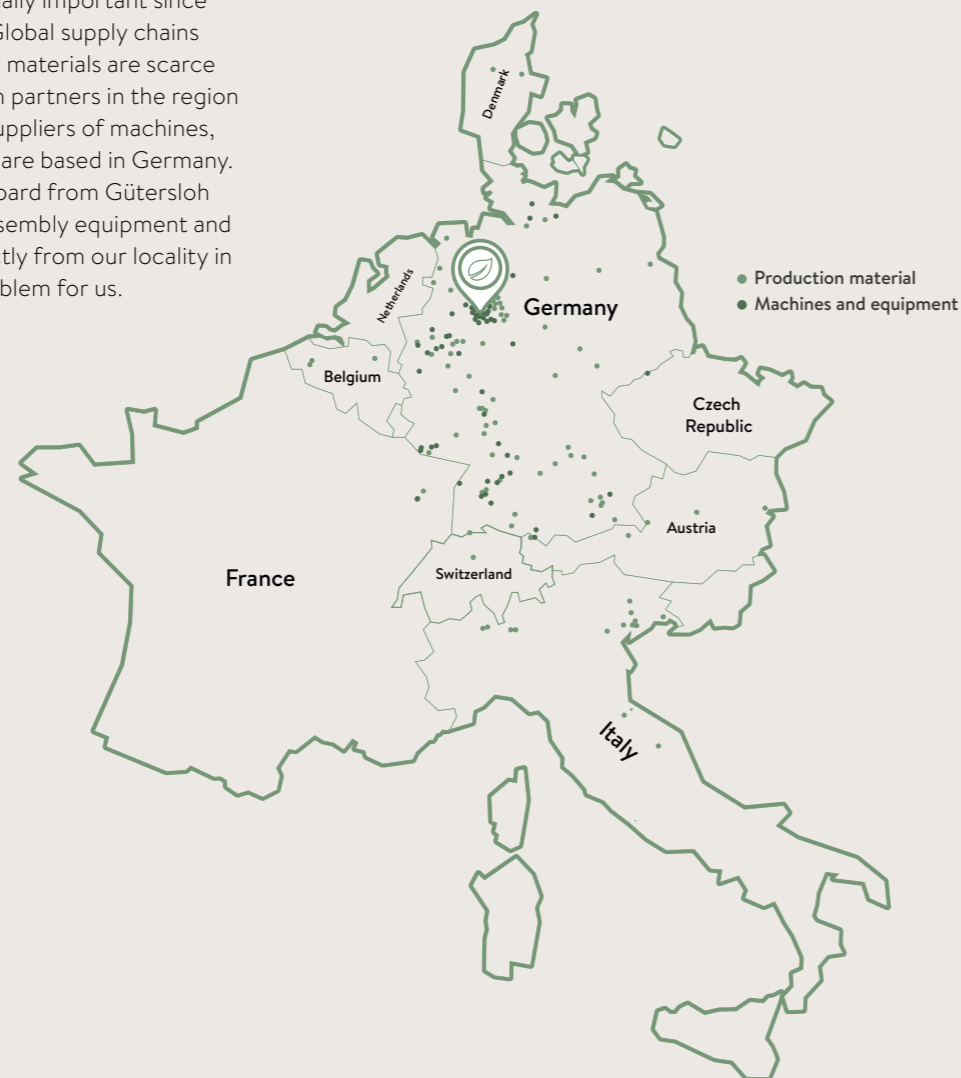 ally important since
Global supply chains
materials are scarce
partners in the region
uppliers of machines,
are based in Germany.
oard from Gütersloh
sembly equipment and
tly from our locality in
blem for us.
Denmark
Netherlands
Germany
Production material
Machines and equipment
Belgium
Czech
Republic
Austria
France
Switzerland
Italy